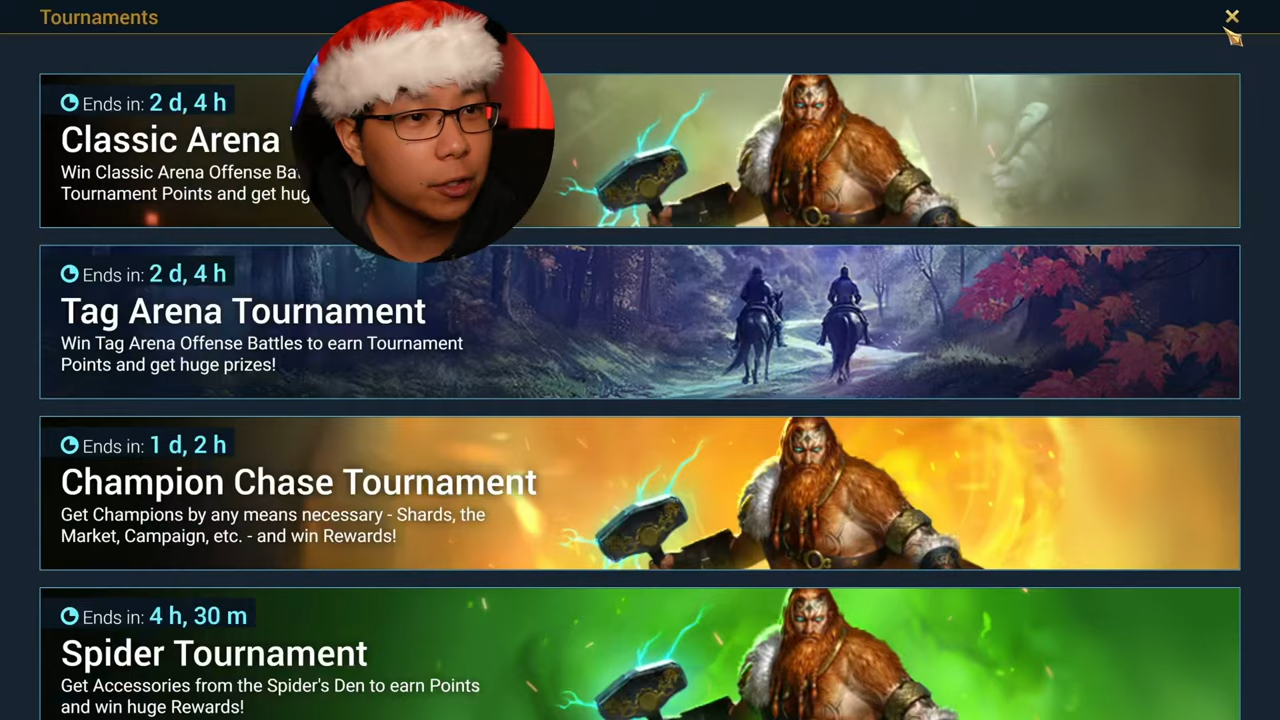 Tournaments
Ends in: 2 d, 4 h
Classic Arena
Win Classic Arena Offense
Tournament Points and get
Ends in: 2 d, 4 h
Tag Arena Tournament
Win Tag Arena Offense Battles to earn Tournament
Points and get huge prizes!
Ends in: 1 d, 2 h
Champion Chase Tournament
Get Champions by any means necessary - Shards, the
Market, Campaign, etc. - and win Rewards!
Ends in: 4 h, 30 m
Spider Tournament
Get Accessories from the Spider's Den to earn Points
and win huge Rewards!